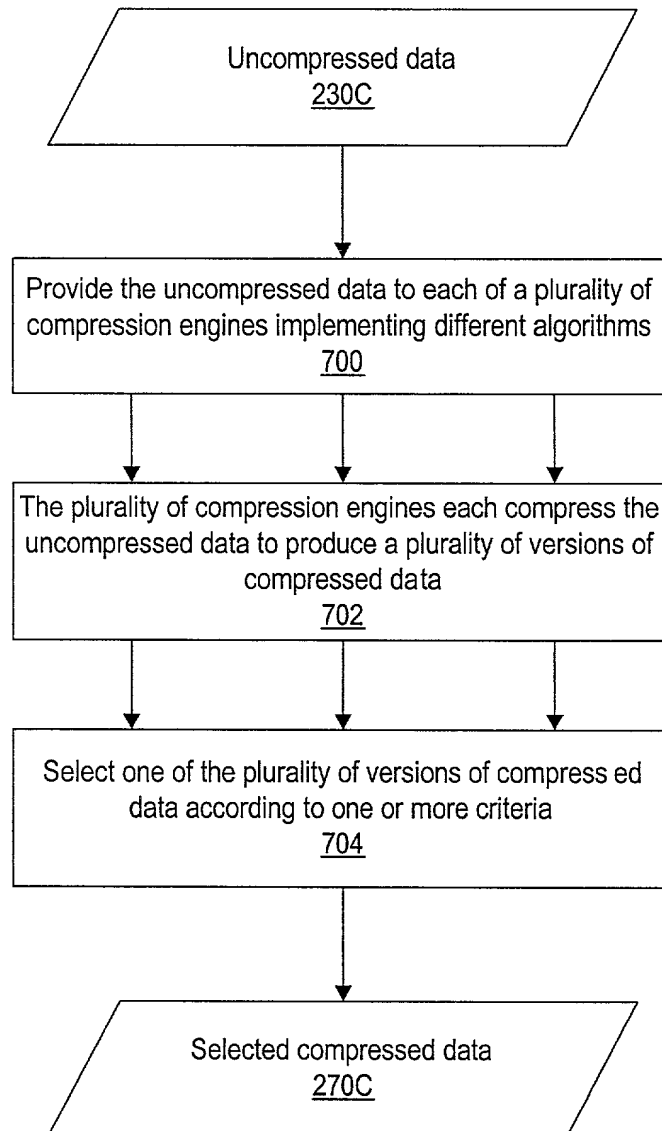 Uncompressed data
230C
Provide the uncompressed data to each of a plurality of
compression engines implementing different algorithms
700
The plurality of compression engines each compress the
uncompressed data to produce a plurality of versions of
compressed data
702
Select one of the plurality of versions of compress ed
data according to one or more criteria
704
Selected compressed data
270C